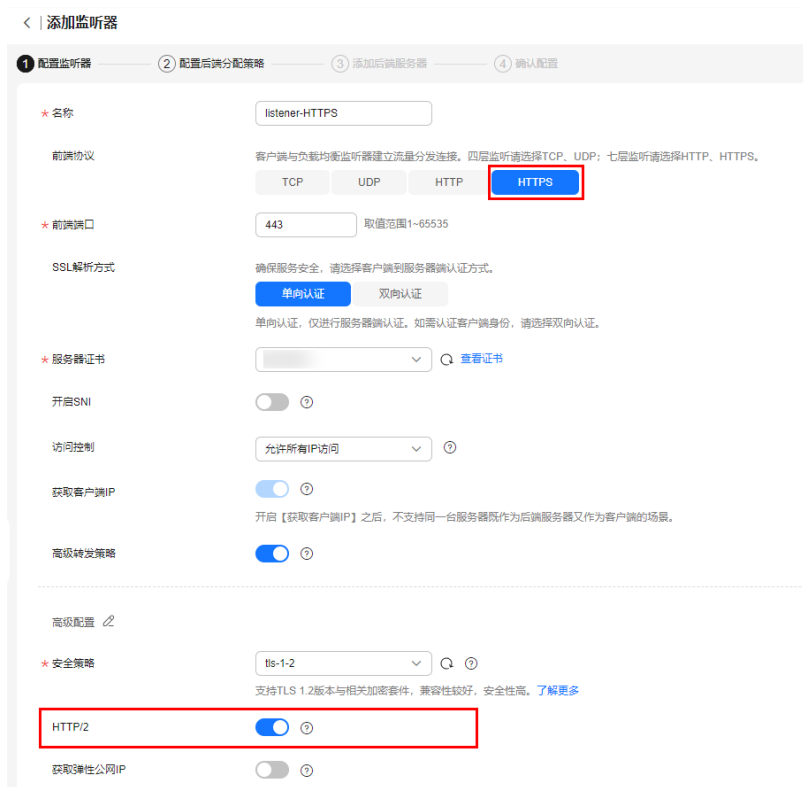 添加监听器
1 配置监听器 2 配置后端分配策略 3 添加后端服务器 4 确认配置
* 名称 listener-HTTPS
前端协议 客户端与负载均衡监听器建立流量分发连接。四层监听请选择TCP、UDP；七层监听请选择HTTP、HTTPS。
TCP UDP HTTP HTTPS
* 前端端口 443 取值范围1~65535
SSL解析方式 确保服务安全，请选择客户端到服务器端认证方式。
单向认证 双向认证
单向认证，仅进行服务器端认证。如需认证客户端身份，请选择双向认证。
* 服务器证书 查看证书
开启SNI
访问控制 允许所有IP访问
获取客户端IP
开启【获取客户端IP】之后，不支持同一台服务器既作为后端服务器又作为客户端的场景。
高级转发策略
高级配置
* 安全策略 tls-1-2
支持TLS 1.2版本与相关加密套件，兼容性较好，安全性高。了解更多
HTTP/2
获取弹性公网IP